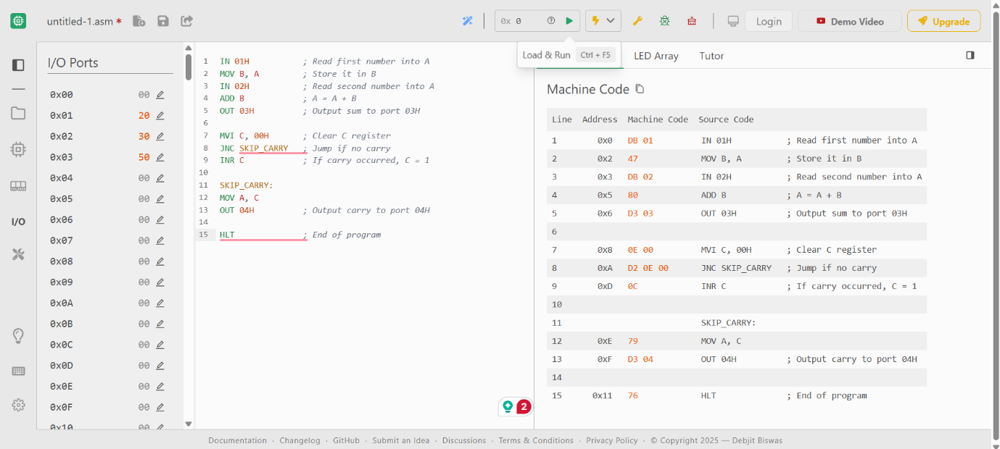 untitled-1.asm *
0x 0
Login
Demo Video
Upgrade
Load & Run Ctrl + F5
I/O Ports
0x00 00
0x01 20
0x02 30
0x03 50
0x04 00
0x05 00
0x06 00
0x07 00
0x08 00
0x09 00
0x0A 00
0x0B 00
0x0C 00
0x0D 00
0x0E 00
0x0F 00
0x10 00
I/O
1 IN 01H ; Read first number into A
2 MOV B, A ; Store it in B
3 IN 02H ; Read second number into A
4 ADD B ; A = A + B
5 OUT 03H ; Output sum to port 03H
6
7 MVI C, 00H ; Clear C register
8 JNC SKIP_CARRY ; Jump if no carry
9 INR C ; If carry occurred, C = 1
10
11 SKIP_CARRY:
12 MOV A, C
13 OUT 04H ; Output carry to port 04H
14
15 HLT ; End of program
2
LED Array Tutor
Machine Code
Line Address Machine Code Source Code
1 0x0 DB 01 IN 01H ; Read first number into A
2 0x2 47 MOV B, A ; Store it in B
3 0x3 DB 02 IN 02H ; Read second number into A
4 0x5 80 ADD B ; A = A + B
5 0x6 D3 03 OUT 03H ; Output sum to port 03H
6
7 0x8 0E 00 MVI C, 00H ; Clear C register
8 0xA D2 0E 00 JNC SKIP_CARRY ; Jump if no carry
9 0xD 0C INR C ; If carry occurred, C = 1
10
11 SKIP_CARRY:
12 0xE 79 MOV A, C
13 0xF D3 04 OUT 04H ; Output carry to port 04H
14
15 0x11 76 HLT ; End of program
Documentation · Changelog · GitHub · Submit an Idea · Discussions · Terms & Conditions · Privacy Policy · © Copyright 2025 — Debjit Biswas